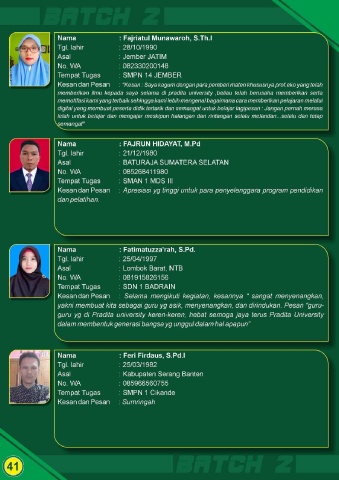 BATCH 2
Nama : Fajriatul Munawaroh, S.Th.I
Tgl. lahir : 28/10/1990
Asal : Jember JATIM
No. WA : 082330200146
Tempat Tugas : SMPN 14 JEMBER
Kesan dan Pesan : "Kesan : Saya kagem dengan para pemberi materi khususnya prof. eko yang telah
memberikan ilmu kepada saya selama di pradita university ,beliau telah berusaha memberikan serta
memotifasi kami yang terbaik sehingga kami lebih mengenal bagaimana cara memberikan pelajaran melalui
digital yang membuat peserta didik tertarik dan semangat untuk belajar lagi pesan : Jangan pernah merasa
lelah untuk belajar dan mengajar meskipun halangan dan rintangan selalu melandan...selalu dan tetap
semangat"
Nama : FAJRUN HIDAYAT, M.Pd
Tgl. lahir : 21/12/1980
Asal : BATURAJA SUMATERA SELATAN
No. WA : 085268411980
Tempat Tugas : SMAN 1 MDS III
Kesan dan Pesan : Apresiasi yg tinggi untuk para penyelenggara program pendidikan
dan pelatihan.
Nama : Fatimatuzza'rah, S.Pd.
Tgl. lahir : 25/04/1997
Asal : Lombok Barat, NTB
No. WA : 081915826156
Tempat Tugas : SDN 1 BADRAIN
Kesan dan Pesan : Selama mengikuti kegiatan, kesannya " sangat menyenangkan,
yakni membuat kita sebagai guru yg asik, menyenangkan, dan dirindukan. Pesan "guru-
guru yg di Pradita university keren-keren, hebat semoga jaya terus Pradita University
dalam membentuk generasi bangsa yg unggul dalam hal apapun"
Nama : Feri Firdaus, S.Pd.I
Tgl. lahir : 25/03/1982
Asal : Kabupaten Serang Banten
No. WA : 085966560755
Tempat Tugas : SMPN 1 Cikande
Kesan dan Pesan : Sumringah
41
BATCH 2